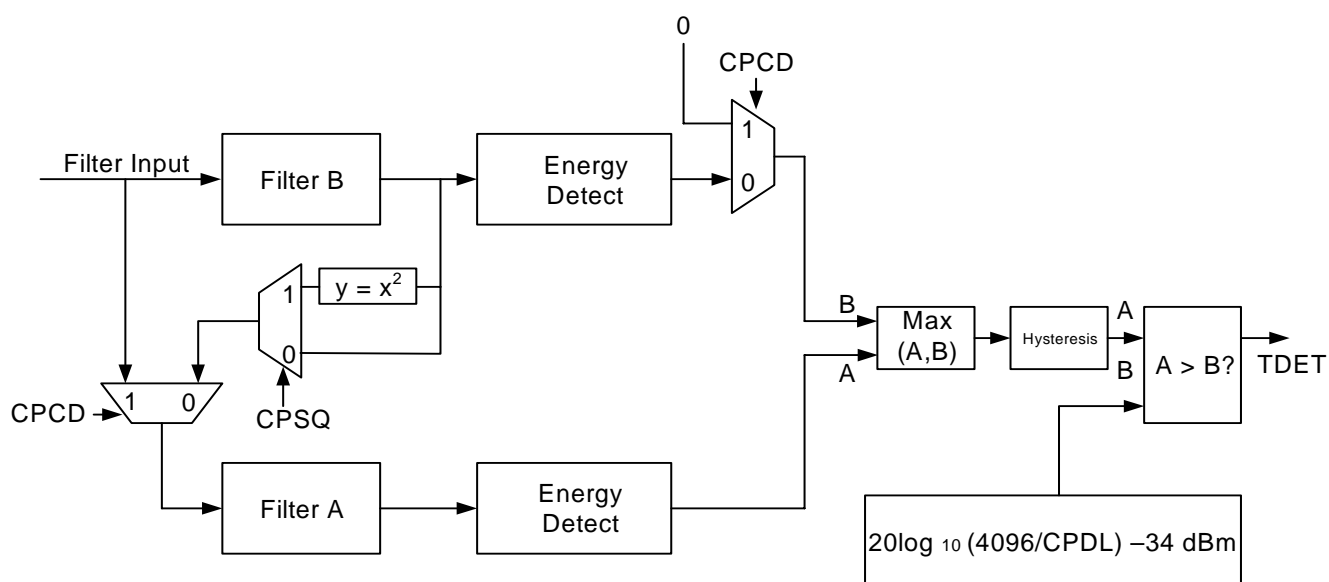 0
CPCD
1
0
Filter Input
Filter B
Energy
Detect
1
y = x²
0
CPSQ
CPCD
1
0
B
A
Max
(A,B)
Hysteresis
A
B
A > B?
TDET
Filter A
Energy
Detect
20log 10 (4096/CPDL) –34 dBm